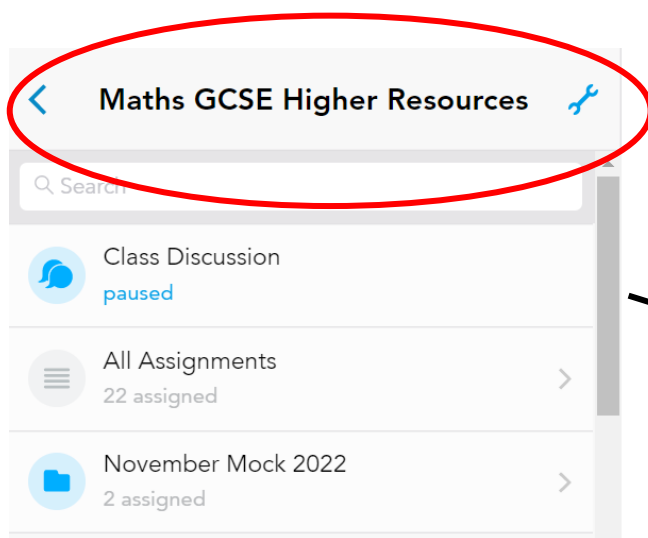 Maths GCSE Higher Resources
Search
Class Discussion
paused
All Assignments
22 assigned
November Mock 2022
2 assigned